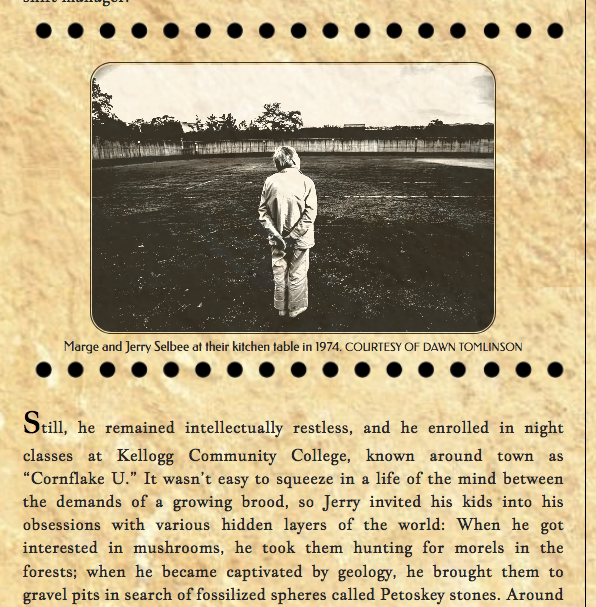 shift manager.
Marge and Jerry Selbee at their kitchen table in 1974. COURTESY OF DAWN TOMLINSON
Still, he remained intellectually restless, and he enrolled in night
classes at Kellogg Community College, known around town as
“Cornflake U.” It wasn’t easy to squeeze in a life of the mind between
the demands of a growing brood, so Jerry invited his kids into his
obsessions with various hidden layers of the world: When he got
interested in mushrooms, he took them hunting for morels in the
forests; when he became captivated by geology, he brought them to
gravel pits in search of fossilized spheres called Petoskey stones. Around